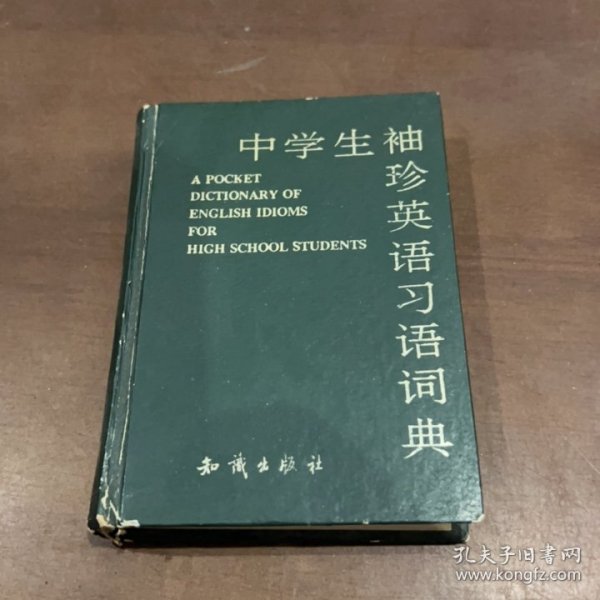 中学生袖珍英语习语词典
A POCKET
DICTIONARY OF
ENGLISH IDIOMS
FOR
HIGH SCHOOL STUDENTS
知识出版社
孔夫子旧书网
www.kongfz.com